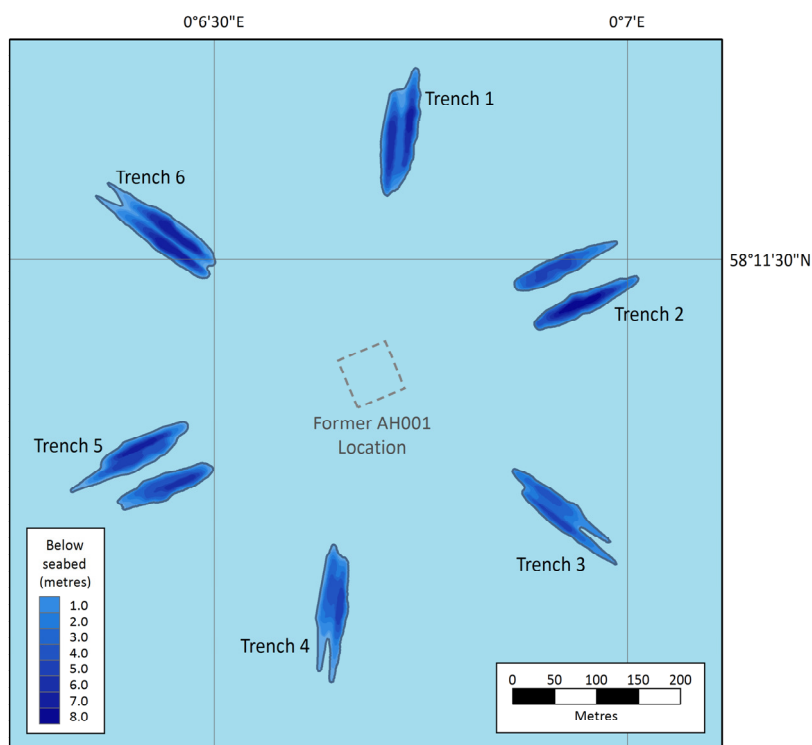 0°6'30"E
0°7'E
Trench 1
Trench 6
58°11'30"N
Trench 2
Former AH001
Location
Trench 5
Trench 3
Trench 4
Below
seabed
(metres)
1.0
2.0
3.0
4.0
5.0
6.0
7.0
8.0
0 50 100 150 200
Metres